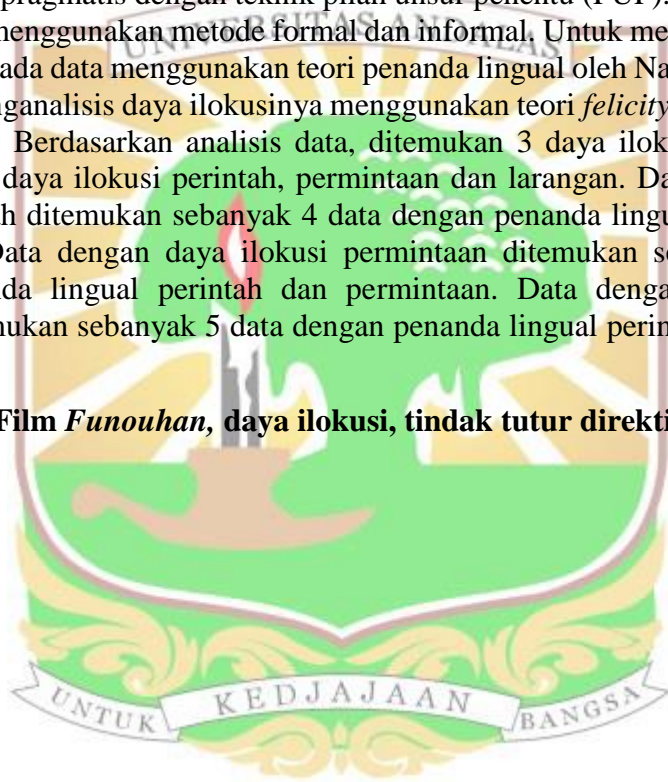 pragmatis dengan teknik pilah unsur penentu (PUP).
menggunakan metode formal dan informal. Untuk me
UNIVERSITAS ANDALAS
ada data menggunakan teori penanda lingual oleh Na
nganalisis daya ilokusinya menggunakan teori felicity
Berdasarkan analisis data, ditemukan 3 daya ilok
daya ilokusi perintah, permintaan dan larangan. Da
ah ditemukan sebanyak 4 data dengan penanda lingu
Data dengan daya ilokusi permintaan ditemukan se
da lingual perintah dan permintaan. Data denga
mukan sebanyak 5 data dengan penanda lingual perin
Film Funouhan, daya ilokusi, tindak tutur direkti
UNTUK KEDJAJAAN BANGSA